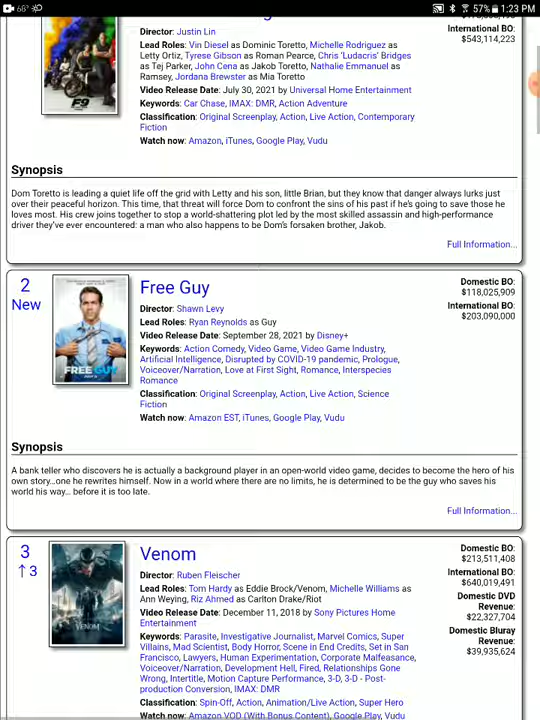 68° 57% 1:23 PM
Director: Justin Lin
Lead Roles: Vin Diesel as Dominic Toretto, Michelle Rodriguez as
Letty Ortiz, Tyrese Gibson as Roman Pearce, Chris 'Ludacris' Bridges
as Tej Parker, John Cena as Jakob Toretto, Nathalie Emmanuel as
Ramsey, Jordana Brewster as Mia Toretto
Video Release Date: July 30, 2021 by Universal Home Entertainment
Keywords: Car Chase, IMAX: DMR, Action Adventure
Classification: Original Screenplay, Action, Live Action, Contemporary
Fiction
Watch now: Amazon, iTunes, Google Play, Vudu
International BO:
$543,114,223
F9
Synopsis
Dom Toretto is leading a quiet life off the grid with Letty and his son, little Brian, but they know that danger always lurks just
over their peaceful horizon. This time, that threat will force Dom to confront the sins of his past if he's going to save those he
loves most. His crew joins together to stop a world-shattering plot led by the most skilled assassin and high-performance
driver they've ever encountered: a man who also happens to be Dom's forsaken brother, Jakob.
Full Information...
2
New
FREE GUY
Free Guy
Director: Shawn Levy
Lead Roles: Ryan Reynolds as Guy
Video Release Date: September 28, 2021 by Disney+
Keywords: Action Comedy, Video Game, Video Game Industry,
Artificial Intelligence, Disrupted by COVID-19 pandemic, Prologue,
Voiceover/Narration, Love at First Sight, Romance, Interspecies
Romance
Classification: Original Screenplay, Action, Live Action, Science
Fiction
Watch now: Amazon EST, iTunes, Google Play, Vudu
Domestic BO:
$118,025,909
International BO:
$203,090,000
Synopsis
A bank teller who discovers he is actually a background player in an open-world video game, decides to become the hero of his
own story...one he rewrites himself. Now in a world where there are no limits, he is determined to be the guy who saves his
world his way... before it is too late.
Full Information...
3
↑3
VENOM
Venom
Director: Ruben Fleischer
Lead Roles: Tom Hardy as Eddie Brock/Venom, Michelle Williams as
Ann Weying, Riz Ahmed as Carlton Drake/Riot
Video Release Date: December 11, 2018 by Sony Pictures Home
Entertainment
Keywords: Parasite, Investigative Journalist, Marvel Comics, Super
Villains, Mad Scientist, Body Horror, Scene in End Credits, Set in San
Francisco, Lawyers, Human Experimentation, Corporate Malfeasance,
Voiceover/Narration, Development Hell, Fired, Relationships Gone
Wrong, Intertitle, Motion Capture Performance, 3-D, 3-D - Post-
production Conversion, IMAX: DMR
Classification: Spin-Off, Action, Animation/Live Action, Super Hero
Watch now: Amazon VOD (With Bonus Content), Google Play, Vudu
Domestic BO:
$213,511,408
International BO:
$640,019,491
Domestic DVD
Revenue:
$22,327,704
Domestic Bluray
Revenue:
$39,935,624